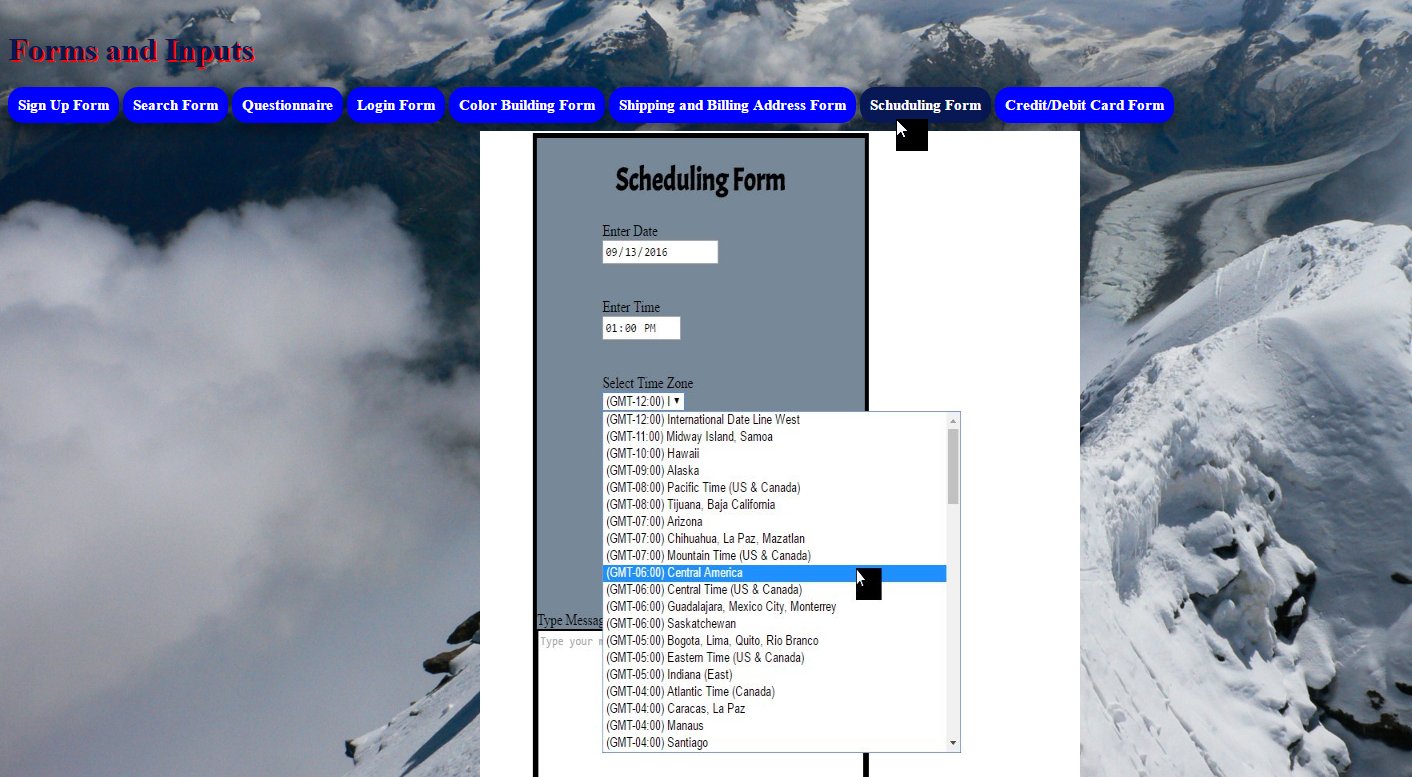 Forms and Inputs
Sign Up Form Search Form Questionnaire Login Form Color Building Form Shipping and Billing Address Form Schuduling Form Credit/Debit Card Form
Scheduling Form
Enter Date
09/13/2016
Enter Time
01:00 PM
Select Time Zone
(GMT-12:00) I
(GMT-12:00) International Date Line West
(GMT-11:00) Midway Island, Samoa
(GMT-10:00) Hawaii
(GMT-09:00) Alaska
(GMT-08:00) Pacific Time (US & Canada)
(GMT-08:00) Tijuana, Baja California
(GMT-07:00) Arizona
(GMT-07:00) Chihuahua, La Paz, Mazatlan
(GMT-07:00) Mountain Time (US & Canada)
(GMT-06:00) Central America
(GMT-06:00) Central Time (US & Canada)
(GMT-06:00) Guadalajara, Mexico City, Monterrey
(GMT-06:00) Saskatchewan
(GMT-05:00) Bogota, Lima, Quito, Rio Branco
(GMT-05:00) Eastern Time (US & Canada)
(GMT-05:00) Indiana (East)
(GMT-04:00) Atlantic Time (Canada)
(GMT-04:00) Caracas, La Paz
(GMT-04:00) Manaus
(GMT-04:00) Santiago
Type Messag
Type your m